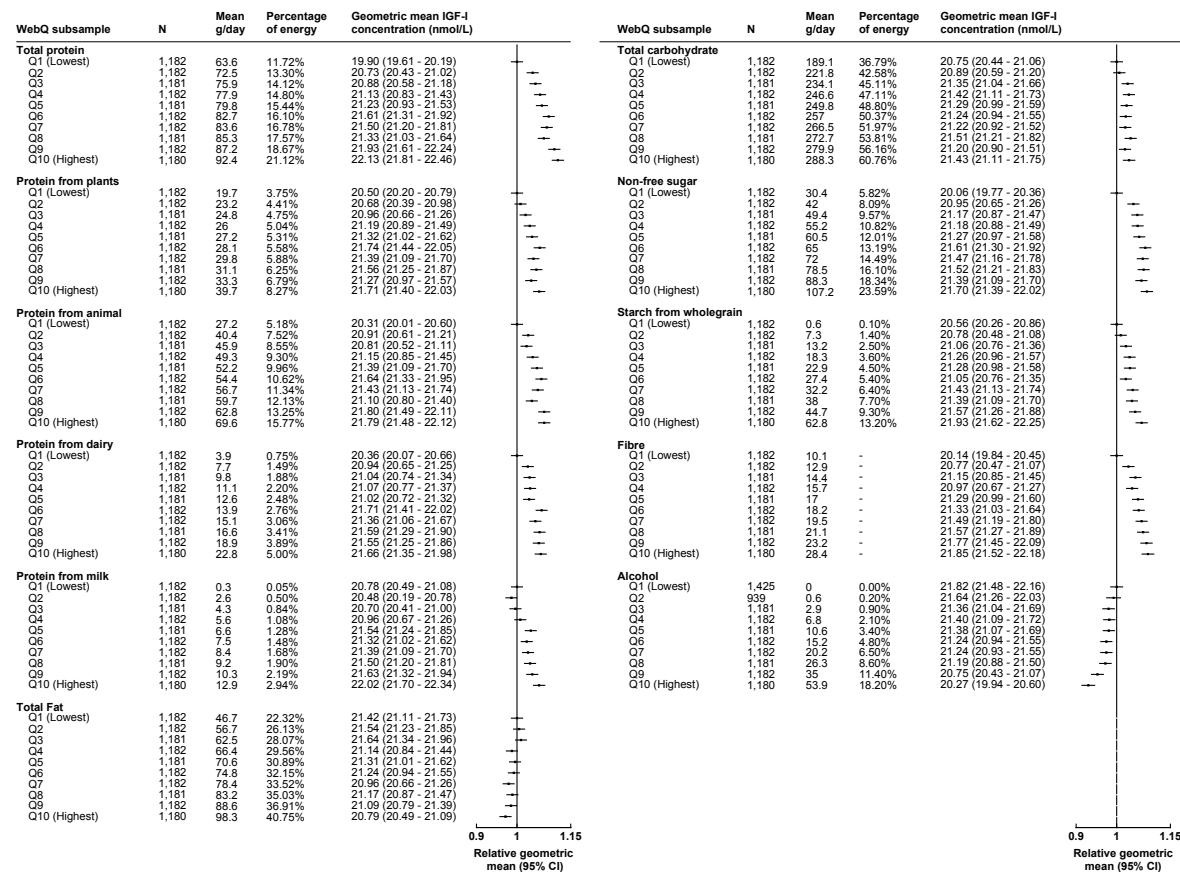 WebQ subsample N Mean g/day Percentage of energy Geometric mean IGF-I concentration (nmol/L)
Total protein
Q1 (Lowest) 1,182 63.6 11.72% 19.90 (19.61 - 20.19)
Q2 1,182 72.5 13.30% 20.73 (20.43 - 21.02)
Q3 1,181 75.9 14.12% 20.88 (20.58 - 21.18)
Q4 1,182 77.9 14.80% 21.13 (20.83 - 21.43)
Q5 1,181 79.8 15.44% 21.23 (20.93 - 21.53)
Q6 1,182 82.7 16.10% 21.61 (21.31 - 21.92)
Q7 1,182 83.6 16.78% 21.50 (21.20 - 21.81)
Q8 1,181 85.3 17.57% 21.33 (21.03 - 21.64)
Q9 1,182 87.2 18.67% 21.93 (21.61 - 22.24)
Q10 (Highest) 1,180 92.4 21.12% 22.13 (21.81 - 22.46)
Protein from plants
Q1 (Lowest) 1,182 19.7 3.75% 20.50 (20.20 - 20.79)
Q2 1,182 23.2 4.41% 20.68 (20.39 - 20.98)
Q3 1,181 24.8 4.75% 20.96 (20.66 - 21.26)
Q4 1,182 26 5.04% 21.19 (20.89 - 21.49)
Q5 1,181 27.2 5.31% 21.32 (21.02 - 21.62)
Q6 1,182 28.1 5.58% 21.74 (21.44 - 22.05)
Q7 1,182 29.8 5.88% 21.39 (21.09 - 21.70)
Q8 1,181 31.1 6.25% 21.56 (21.25 - 21.87)
Q9 1,182 33.3 6.79% 21.27 (20.97 - 21.57)
Q10 (Highest) 1,180 39.7 8.27% 21.71 (21.40 - 22.03)
Protein from animal
Q1 (Lowest) 1,182 27.2 5.18% 20.31 (20.01 - 20.60)
Q2 1,182 40.4 7.52% 20.91 (20.61 - 21.21)
Q3 1,181 45.9 8.55% 20.81 (20.52 - 21.11)
Q4 1,182 49.3 9.30% 21.15 (20.85 - 21.45)
Q5 1,181 52.2 9.96% 21.39 (21.09 - 21.70)
Q6 1,182 54.4 10.62% 21.64 (21.33 - 21.95)
Q7 1,182 56.7 11.34% 21.43 (21.13 - 21.74)
Q8 1,181 59.7 12.13% 21.10 (20.80 - 21.40)
Q9 1,182 62.8 13.25% 21.80 (21.49 - 22.11)
Q10 (Highest) 1,180 69.6 15.77% 21.79 (21.48 - 22.12)
Protein from dairy
Q1 (Lowest) 1,182 3.9 0.75% 20.36 (20.07 - 20.66)
Q2 1,182 7.7 1.49% 20.94 (20.65 - 21.25)
Q3 1,181 9.8 1.88% 21.04 (20.74 - 21.34)
Q4 1,182 11.1 2.20% 21.07 (20.77 - 21.37)
Q5 1,181 12.6 2.48% 21.02 (20.72 - 21.32)
Q6 1,182 13.9 2.76% 21.71 (21.41 - 22.02)
Q7 1,182 15.1 3.06% 21.36 (21.06 - 21.67)
Q8 1,181 16.6 3.41% 21.59 (21.29 - 21.90)
Q9 1,182 18.9 3.89% 21.55 (21.25 - 21.86)
Q10 (Highest) 1,180 22.8 5.00% 21.66 (21.35 - 21.98)
Protein from milk
Q1 (Lowest) 1,182 0.3 0.05% 20.78 (20.49 - 21.08)
Q2 1,182 2.6 0.50% 20.48 (20.19 - 20.78)
Q3 1,181 4.3 0.84% 20.70 (20.41 - 21.00)
Q4 1,182 5.6 1.08% 20.96 (20.67 - 21.26)
Q5 1,181 6.6 1.28% 21.54 (21.24 - 21.85)
Q6 1,182 7.5 1.48% 21.32 (21.02 - 21.62)
Q7 1,182 8.4 1.68% 21.39 (21.09 - 21.70)
Q8 1,181 9.2 1.90% 21.50 (21.20 - 21.81)
Q9 1,182 10.3 2.19% 21.63 (21.32 - 21.94)
Q10 (Highest) 1,180 12.9 2.94% 22.02 (21.70 - 22.34)
Total Fat
Q1 (Lowest) 1,182 46.7 22.32% 21.42 (21.11 - 21.73)
Q2 1,182 56.7 26.13% 21.54 (21.23 - 21.85)
Q3 1,181 62.5 28.07% 21.64 (21.34 - 21.96)
Q4 1,182 66.4 29.56% 21.14 (20.84 - 21.44)
Q5 1,181 70.6 30.89% 21.31 (21.01 - 21.62)
Q6 1,182 74.8 32.15% 21.24 (20.94 - 21.55)
Q7 1,182 78.4 33.52% 20.96 (20.66 - 21.26)
Q8 1,181 83.2 35.03% 21.17 (20.87 - 21.47)
Q9 1,182 88.6 36.91% 21.09 (20.79 - 21.39)
Q10 (Highest) 1,180 98.3 40.75% 20.79 (20.49 - 21.09)
0.9 1 1.15
Relative geometric
mean (95% CI)
WebQ subsample N Mean g/day Percentage of energy Geometric mean IGF-I concentration (nmol/L)
Total carbohydrate
Q1 (Lowest) 1,182 189.1 36.79% 20.75 (20.44 - 21.06)
Q2 1,182 221.8 42.58% 20.89 (20.59 - 21.20)
Q3 1,181 234.1 45.11% 21.35 (21.04 - 21.66)
Q4 1,182 246.6 47.11% 21.42 (21.11 - 21.73)
Q5 1,181 249.8 48.80% 21.29 (20.99 - 21.59)
Q6 1,182 257 50.37% 21.24 (20.94 - 21.55)
Q7 1,182 266.5 51.97% 21.22 (20.92 - 21.52)
Q8 1,181 272.7 53.81% 21.51 (21.21 - 21.82)
Q9 1,182 279.9 56.16% 21.20 (20.90 - 21.51)
Q10 (Highest) 1,180 288.3 60.76% 21.43 (21.11 - 21.75)
Non-free sugar
Q1 (Lowest) 1,182 30.4 5.82% 20.06 (19.77 - 20.36)
Q2 1,182 42 8.09% 20.95 (20.65 - 21.26)
Q3 1,181 49.4 9.57% 21.17 (20.87 - 21.47)
Q4 1,182 55.2 10.82% 21.18 (20.88 - 21.49)
Q5 1,181 60.5 12.01% 21.27 (20.97 - 21.58)
Q6 1,182 65 13.19% 21.61 (21.30 - 21.92)
Q7 1,182 72 14.49% 21.47 (21.16 - 21.78)
Q8 1,181 78.5 16.10% 21.52 (21.21 - 21.83)
Q9 1,182 88.3 18.34% 21.39 (21.09 - 21.70)
Q10 (Highest) 1,180 107.2 23.59% 21.70 (21.39 - 22.02)
Starch from wholegrain
Q1 (Lowest) 1,182 0.6 0.10% 20.56 (20.26 - 20.86)
Q2 1,182 7.3 1.40% 20.78 (20.48 - 21.08)
Q3 1,181 13.2 2.50% 21.06 (20.76 - 21.36)
Q4 1,182 18.3 3.60% 21.26 (20.96 - 21.57)
Q5 1,181 22.9 4.50% 21.28 (20.98 - 21.58)
Q6 1,182 27.4 5.40% 21.05 (20.76 - 21.35)
Q7 1,182 32.2 6.40% 21.43 (21.13 - 21.74)
Q8 1,181 38 7.70% 21.39 (21.09 - 21.70)
Q9 1,182 44.7 9.30% 21.57 (21.26 - 21.88)
Q10 (Highest) 1,180 62.8 13.20% 21.93 (21.62 - 22.25)
Fibre
Q1 (Lowest) 1,182 10.1 - 20.14 (19.84 - 20.45)
Q2 1,182 12.9 - 20.77 (20.47 - 21.07)
Q3 1,181 14.4 - 21.15 (20.85 - 21.45)
Q4 1,182 15.7 - 20.97 (20.67 - 21.27)
Q5 1,181 17 - 21.29 (20.99 - 21.60)
Q6 1,182 18.2 - 21.33 (21.03 - 21.64)
Q7 1,182 19.5 - 21.49 (21.19 - 21.80)
Q8 1,181 21.1 - 21.57 (21.27 - 21.89)
Q9 1,182 23.2 - 21.77 (21.45 - 22.09)
Q10 (Highest) 1,180 28.4 - 21.85 (21.52 - 22.18)
Alcohol
Q1 (Lowest) 1,425 0 0.00% 21.82 (21.48 - 22.16)
Q2 939 0.6 0.20% 21.64 (21.26 - 22.03)
Q3 1,181 2.9 0.90% 21.36 (21.04 - 21.69)
Q4 1,182 6.8 2.10% 21.40 (21.09 - 21.72)
Q5 1,181 10.6 3.40% 21.38 (21.07 - 21.69)
Q6 1,182 15.2 4.80% 21.24 (20.94 - 21.55)
Q7 1,182 20.2 6.50% 21.24 (20.93 - 21.55)
Q8 1,181 26.3 8.60% 21.19 (20.88 - 21.50)
Q9 1,182 35 11.40% 20.75 (20.43 - 21.07)
Q10 (Highest) 1,180 53.9 18.20% 20.27 (19.94 - 20.60)
0.9 1 1.15
Relative geometric
mean (95% CI)